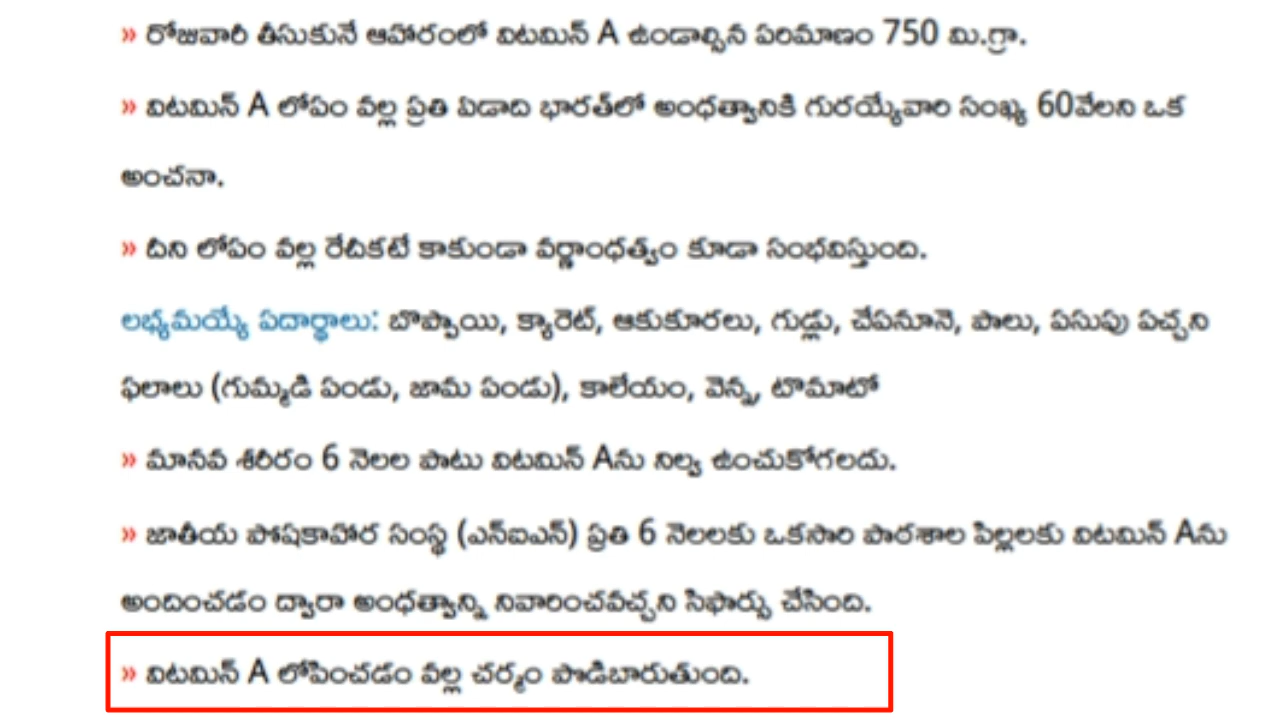 » రోజువారీ తీసుకునే ఆహారంలో విటమిన్ A ఉండాల్సిన పరిమాణం 750 మి.గ్రా.
» విటమిన్ A లోపం వల్ల ప్రతి ఏడాది భారత్‌లో అంధత్వానికి గురయ్యేవారి సంఖ్య 60వేలని ఒక
అంచనా.
» దీని లోపం వల్ల రేచీకటే కాకుండా వర్ణాంధత్వం కూడా సంభవిస్తుంది.
లభ్యమయ్యే పదార్థాలు: బొప్పాయి, క్యారెట్, ఆకుకూరలు, గుడ్లు, చేపనూనె, పాలు, పసుపు పచ్చని
ఫలాలు (గుమ్మడి పండు, జామ పండు), కాలేయం, వెన్న, టొమాటో
» మానవ శరీరం 6 నెలల పాటు విటమిన్ Aను నిల్వ ఉంచుకోగలదు.
» జాతీయ పోషకాహార సంస్థ (ఎన్ఐఎన్) ప్రతి 6 నెలలకు ఒకసారి పాఠశాల పిల్లలకు విటమిన్ Aను
అందించడం ద్వారా అంధత్వాన్ని నివారించవచ్చని సిఫార్సు చేసింది.
» విటమిన్ A లోపించడం వల్ల చర్మం పొడిబారుతుంది.